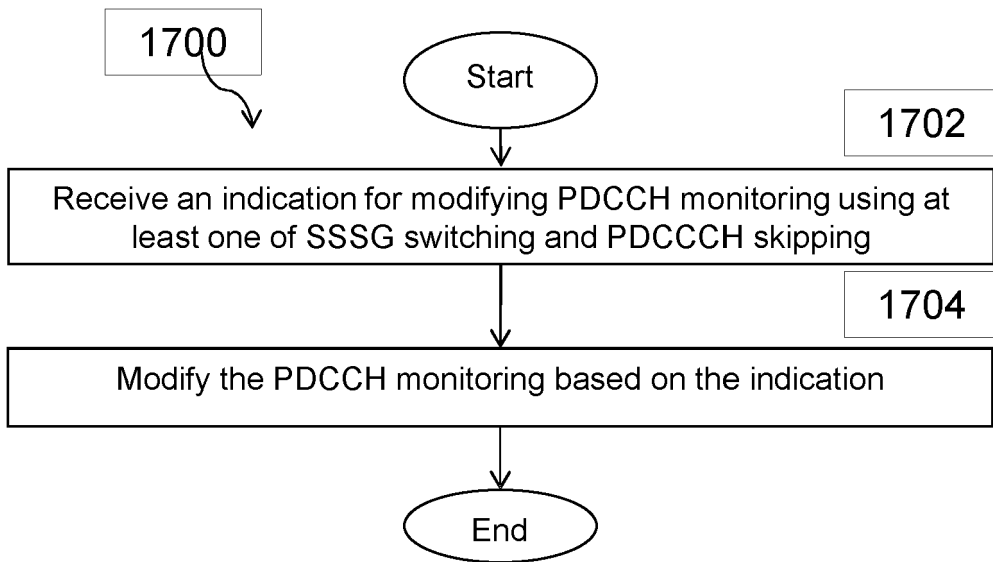 1700
Start
1702
Receive an indication for modifying PDCCH monitoring using at
least one of SSSG switching and PDCCCH skipping
1704
Modify the PDCCH monitoring based on the indication
End